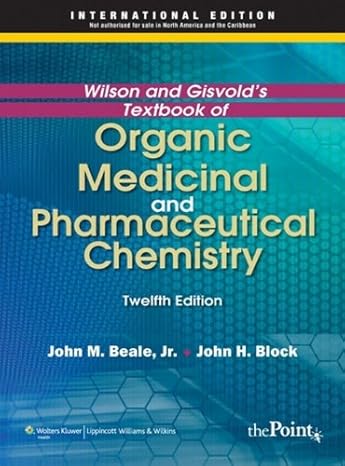 INTERNATIONAL EDITION
Not authorised for sale in North America and the Caribbean
Wilson and Gisvold's
Textbook of
Organic
Medicinal
and
Pharmaceutical
Chemistry
Twelfth Edition
John M. Beale, Jr. • John H. Block
Wolters Kluwer | Lippincott Williams & Wilkins
Health
thePoint